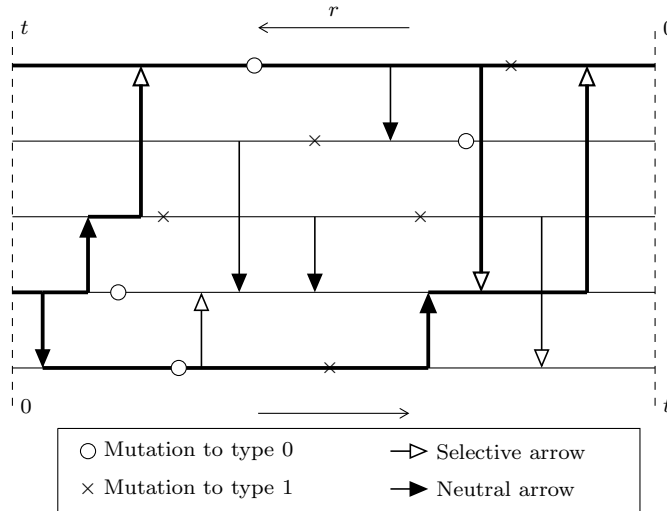 r
t 0
0 t
Mutation to type 0 Selective arrow
Mutation to type 1 Neutral arrow